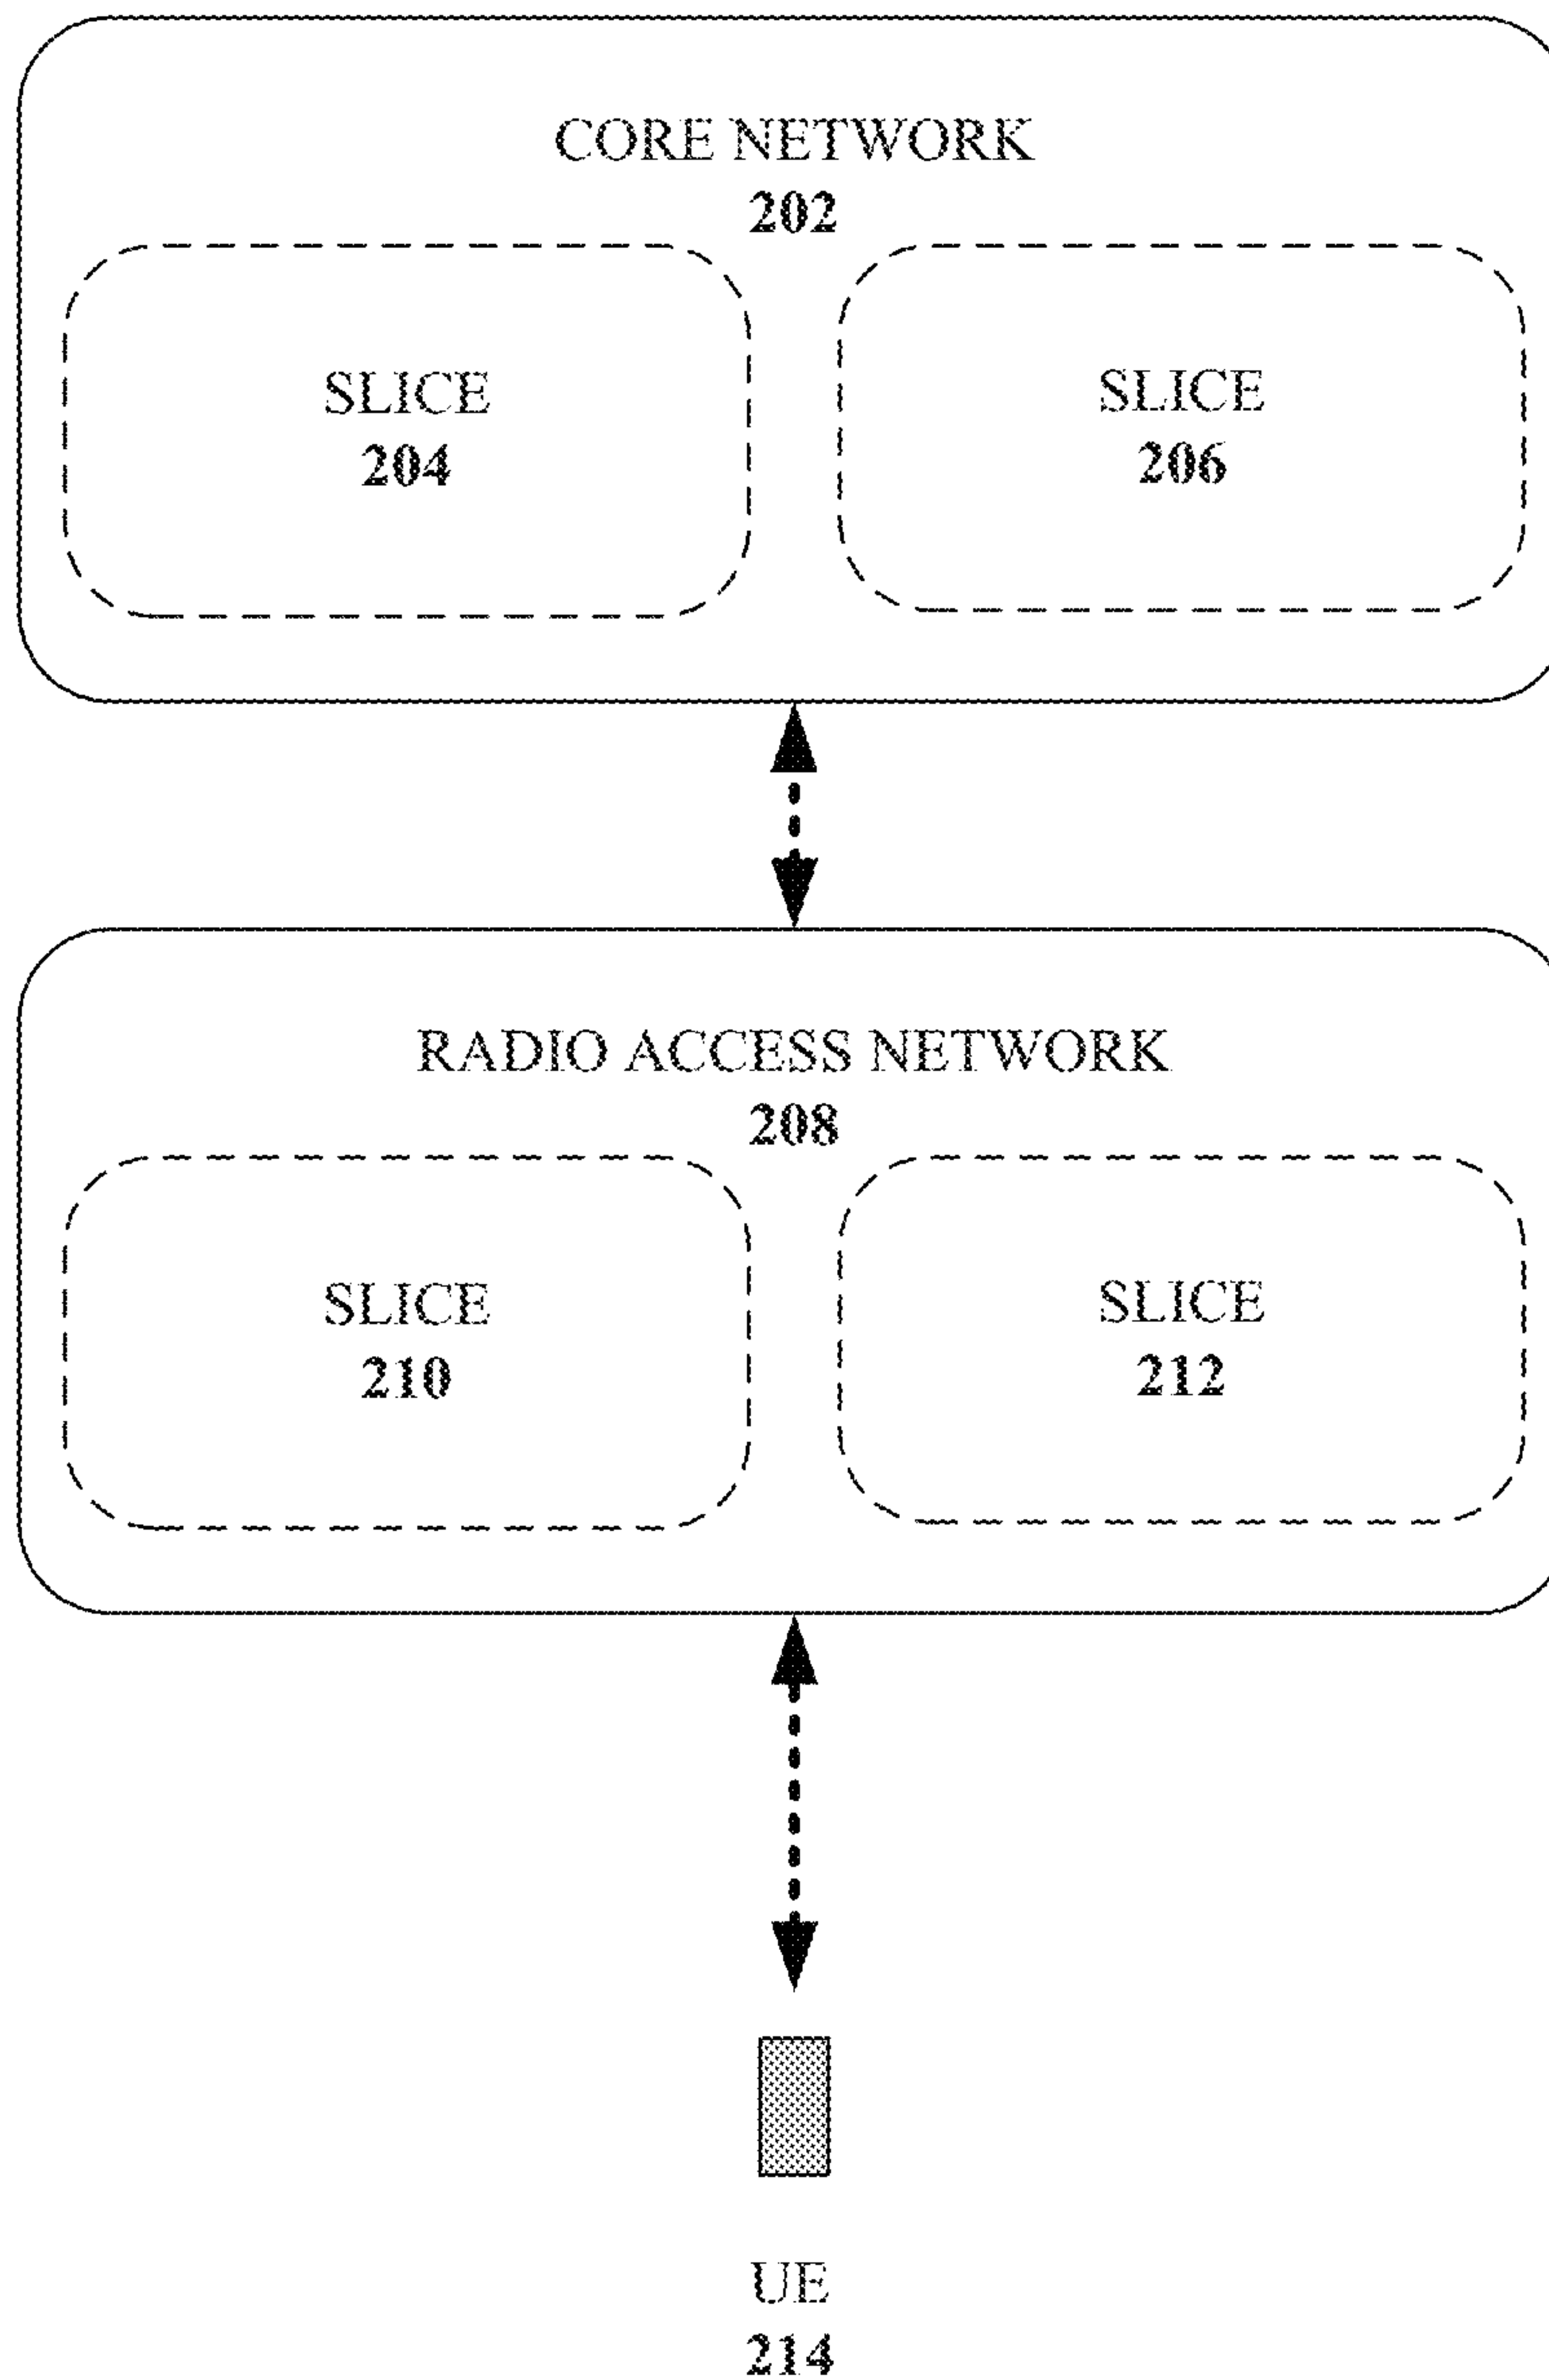 CORE NETWORK
202
SLICE
204
SLICE
206
RADIO ACCESS NETWORK
208
SLICE
210
SLICE
212
UE
214